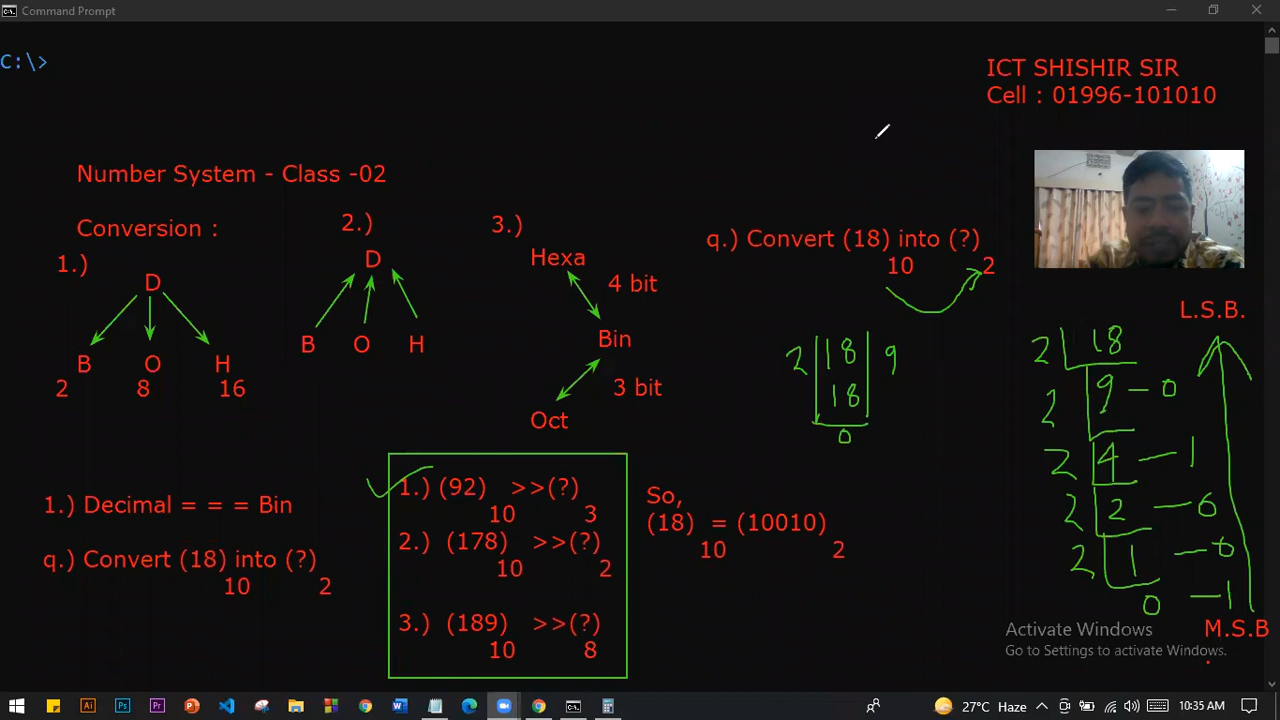 Command Prompt
C:\>
ICT SHISHIR SIR
Cell : 01996-101010
Number System - Class -02
Conversion :
1.)
D
B O H
2 8 16
2.)
D
B O H
3.)
Hexa
4 bit
Bin
3 bit
Oct
q.) Convert (18) into (?)
10 2
2 18 9
18
0
L.S.B.
2 18
2 9 - 0
2 4 - 1
2 2 - 0
2 1 - 0
0 - 1
M.S.B
.
1.) Decimal = = = Bin
q.) Convert (18) into (?)
10 2
1.) (92) >>(?)
10 3
2.) (178) >>(?)
10 2
3.) (189) >>(?)
10 8
So,
(18) = (10010)
10 2
Activate Windows
Go to Settings to activate Windows.
27°C Haze
10:35 AM